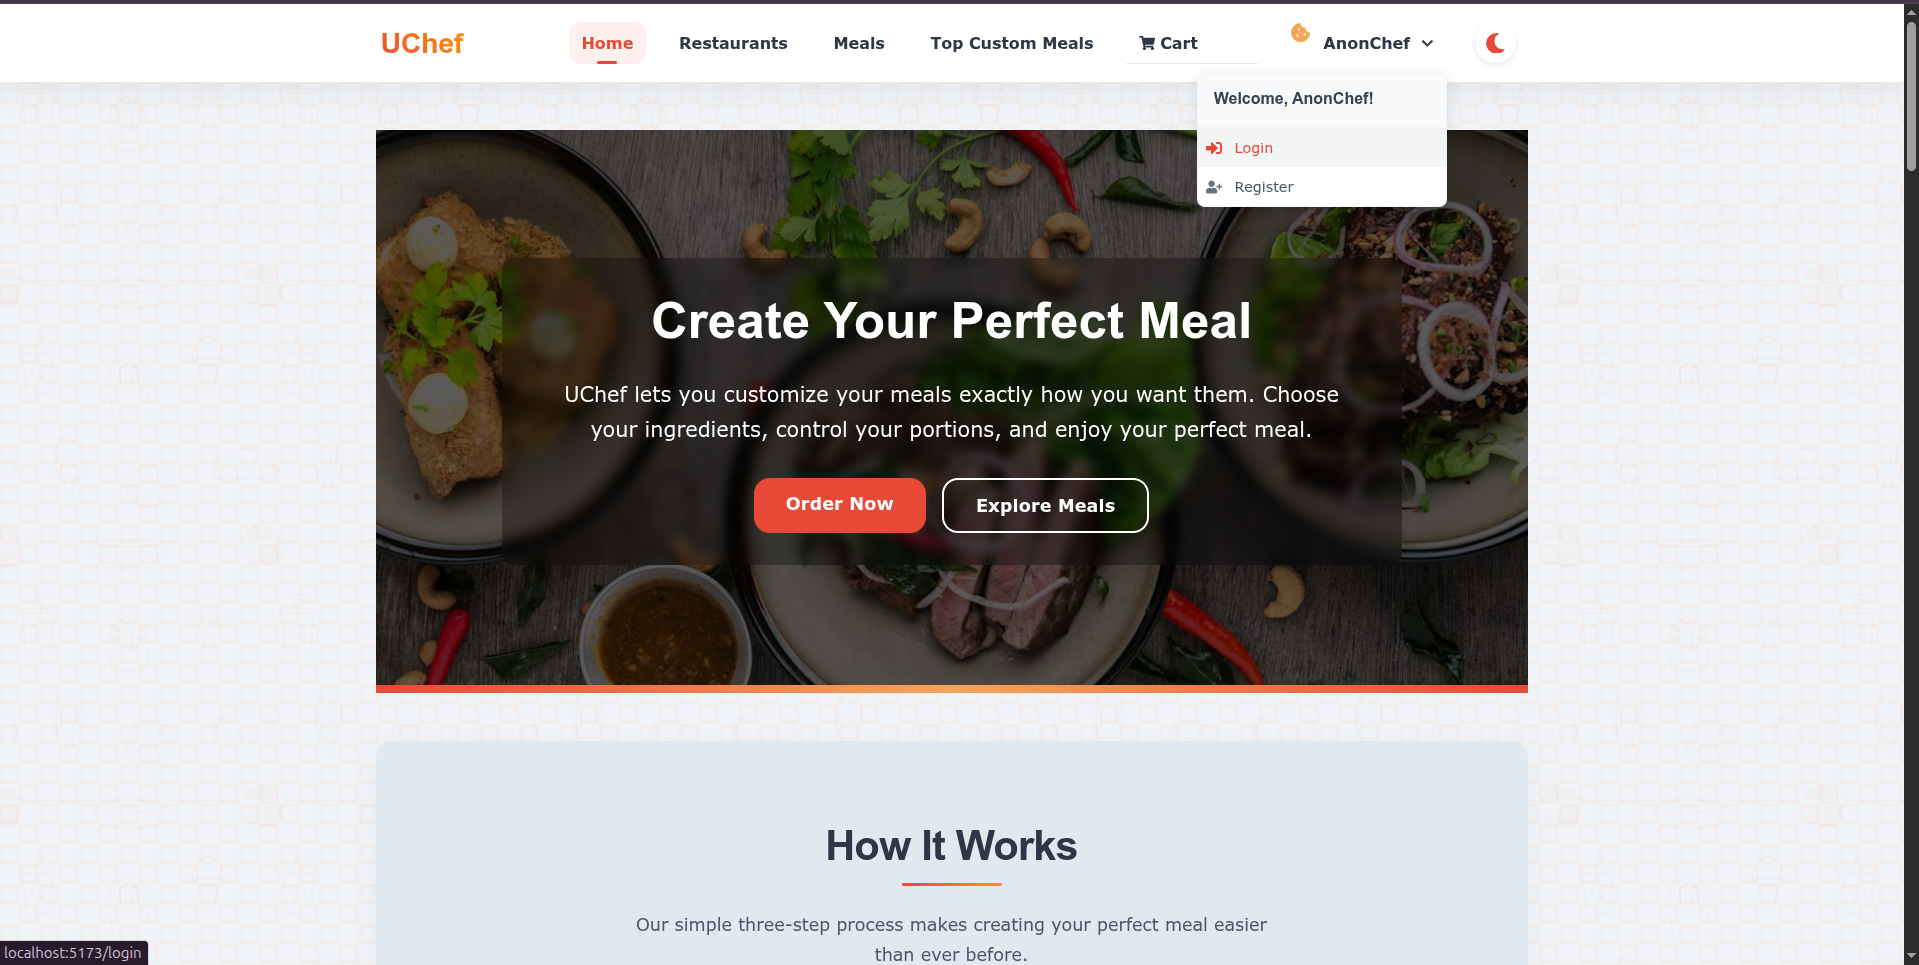 UChef
Home
Restaurants
Meals
Top Custom Meals
Cart
AnonChef
Welcome, AnonChef!
Login
Register
Create Your Perfect Meal
UChef lets you customize your meals exactly how you want them. Choose
your ingredients, control your portions, and enjoy your perfect meal.
Order Now
Explore Meals
How It Works
Our simple three-step process makes creating your perfect meal easier
than ever before.
localhost:5173/login